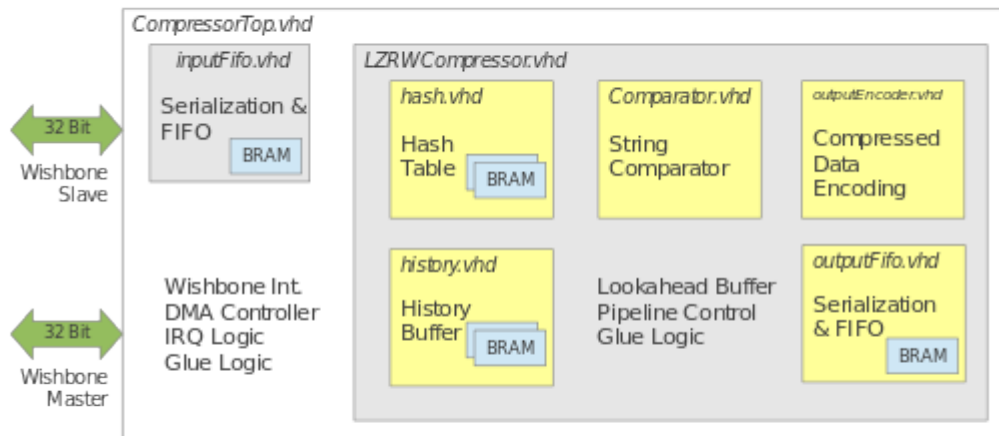 CompressorTop.vhd
inputFifo.vhd
Serialization &
FIFO
BRAM
32 Bit
Wishbone
Slave
Wishbone Int.
DMA Controller
IRQ Logic
Glue Logic
32 Bit
Wishbone
Master
LZRWCompressor.vhd
hash.vhd
Hash
Table
BRAM
Comparator.vhd
String
Comparator
outputEncoder.vhd
Compressed
Data
Encoding
history.vhd
History
Buffer
BRAM
Lookahead Buffer
Pipeline Control
Glue Logic
outputFifo.vhd
Serialization
& FIFO
BRAM